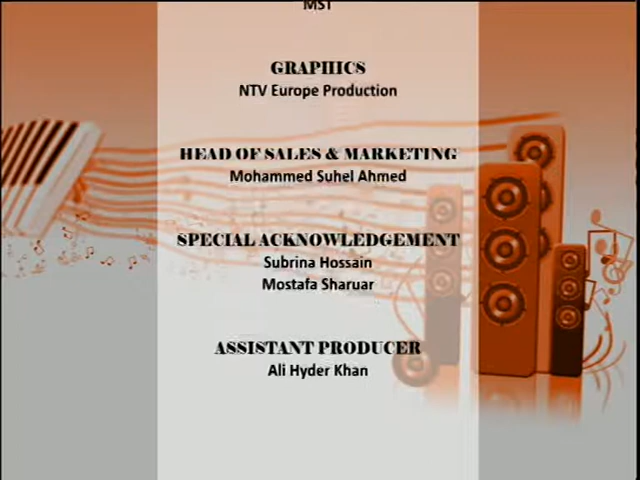 MST
GRAPHICS
NTV Europe Production
HEAD OF SALES & MARKETING
Mohammed Suhel Ahmed
SPECIAL ACKNOWLEDGEMENT
Subrina Hossain
Mostafa Sharuar
ASSISTANT PRODUCER
Ali Hyder Khan